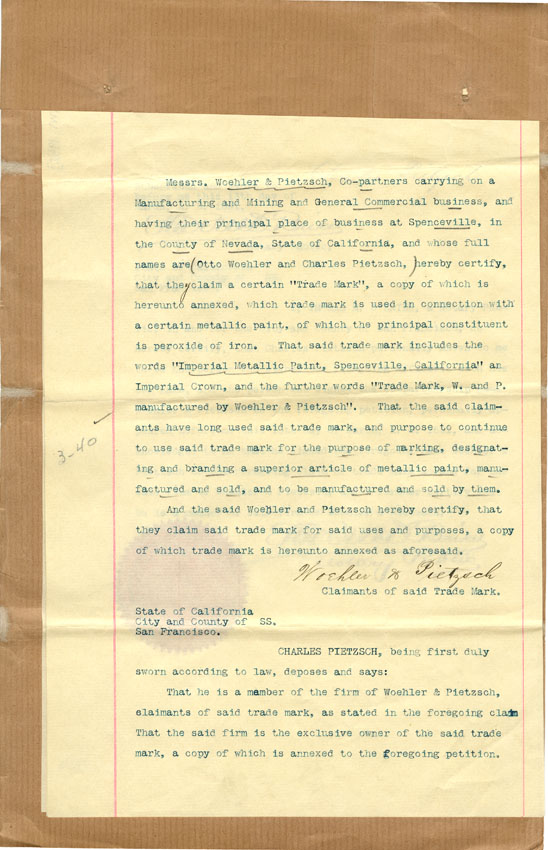 Messrs. Woehler & Pietzsch, Co-partners carrying on a
Manufacturing and Mining and General Commercial business, and
having their principal place of business at Spenceville, in
the County of Nevada, State of California, and whose full
names are(Otto Woehler and Charles Pietzsch,)hereby certify,
that they claim a certain "Trade Mark", a copy of which is
hereunto annexed, which trade mark is used in connection with
a certain metallic paint, of which the principal constituent
is peroxide of iron. That said trade mark includes the
words "Imperial Metallic Paint, Spenceville, California" an
Imperial Crown, and the further words "Trade Mark, W. and P.
manufactured by Woehler & Pietzsch". That the said claim-
ants have long used said trade mark, and purpose to continue
3-40
to use said trade mark for the purpose of marking, designat-
ing and branding a superior article of metallic paint, manu-
factured and sold, and to be manufactured and sold by them.
And the said Woehler and Pietzsch hereby certify, that
they claim said trade mark for said uses and purposes, a copy
of which trade mark is hereunto annexed as aforesaid.
Woehler & Pietzsch
Claimants of said Trade Mark.
State of California
City and County of SS.
San Francisco.
CHARLES PIETZSCH, being first duly
sworn according to law, deposes and says:
That he is a member of the firm of Woehler & Pietzsch,
claimants of said trade mark, as stated in the foregoing claim
That the said firm is the exclusive owner of the said trade
mark, a copy of which is annexed to the foregoing petition.